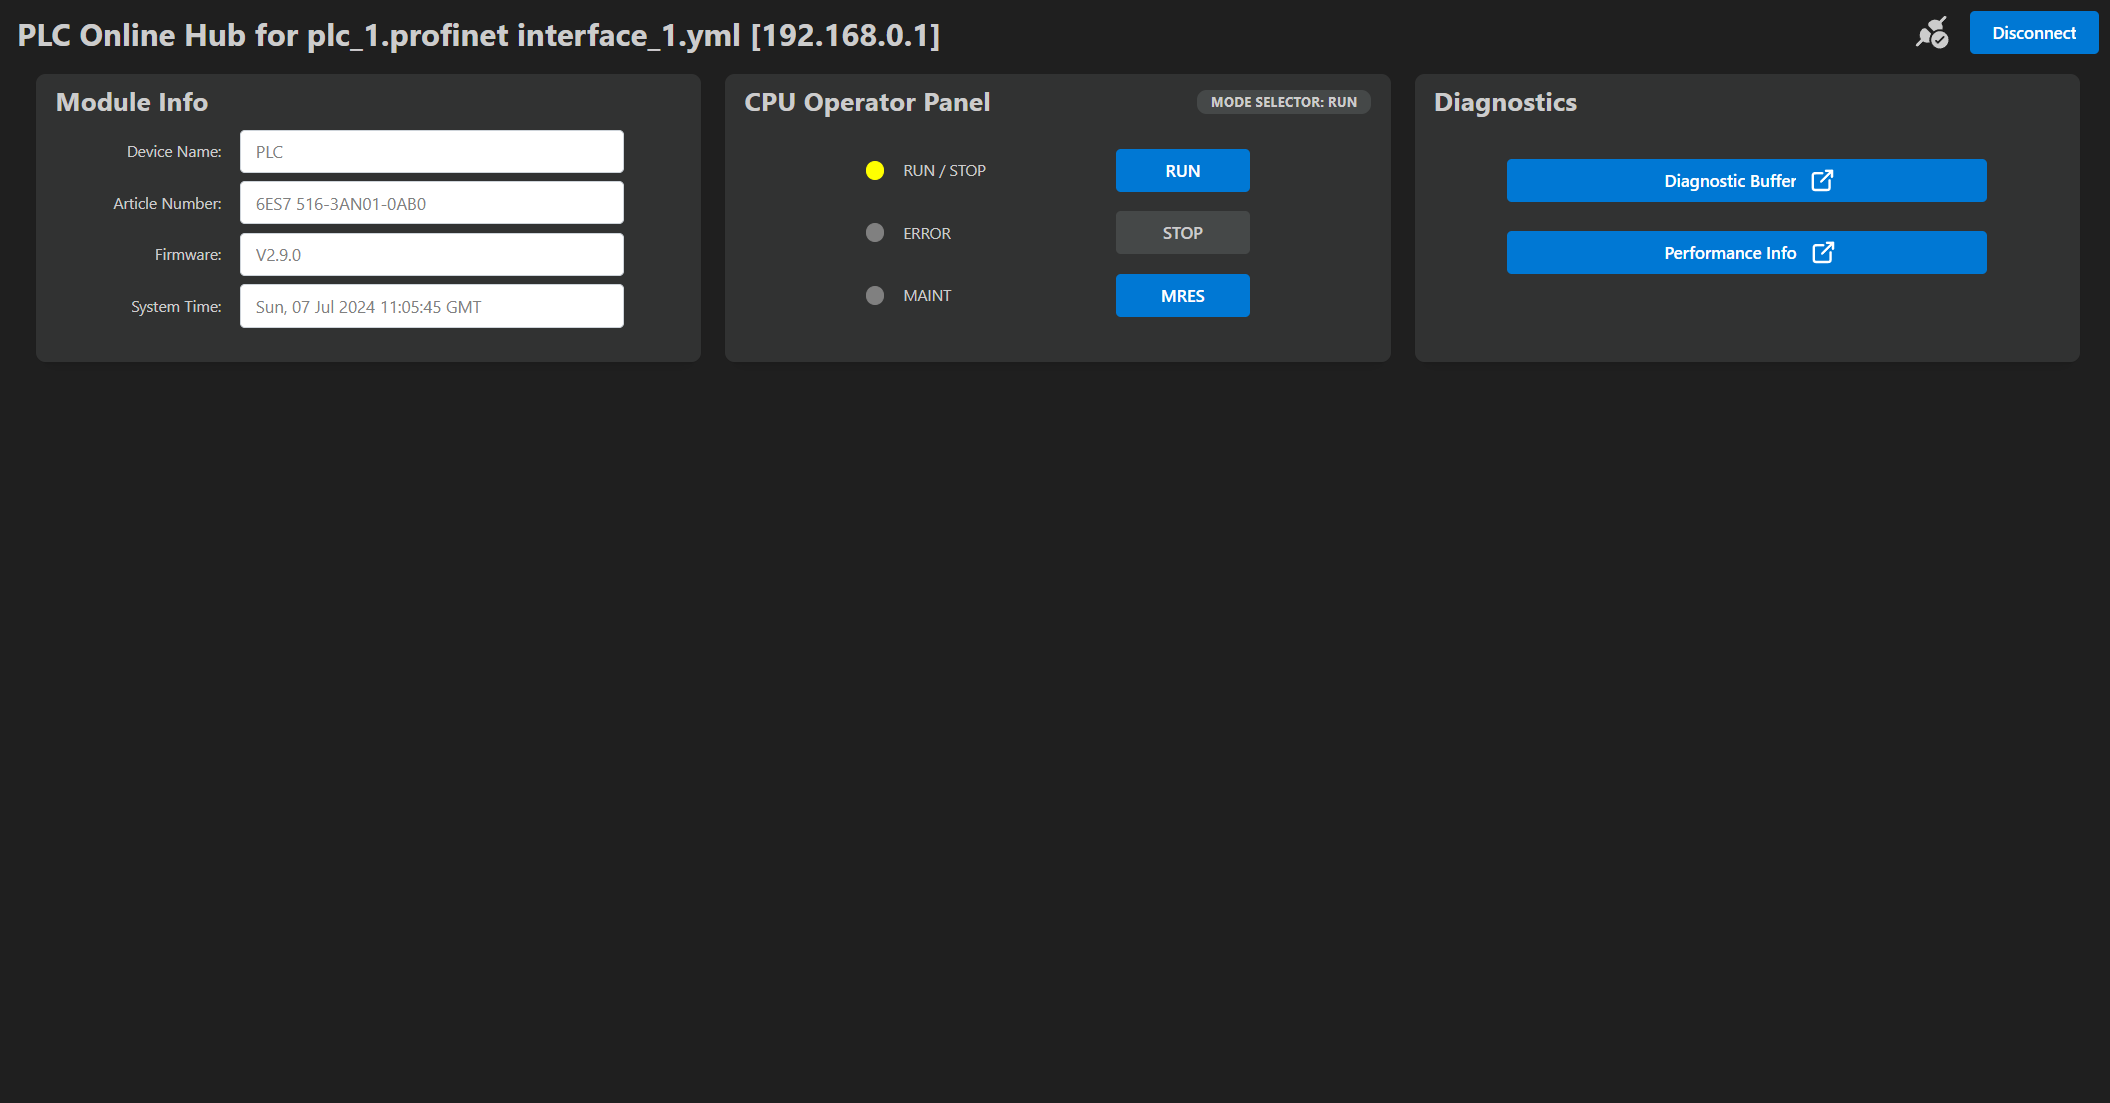 PLC Online Hub for plc_1.profinet interface_1.yml [192.168.0.1]
Disconnect
Module Info
Device Name: PLC
Article Number: 6ES7 516-3AN01-0AB0
Firmware: V2.9.0
System Time: Sun, 07 Jul 2024 11:05:45 GMT
CPU Operator Panel
MODE SELECTOR: RUN
RUN / STOP RUN
ERROR STOP
MAINT MRES
Diagnostics
Diagnostic Buffer
Performance Info